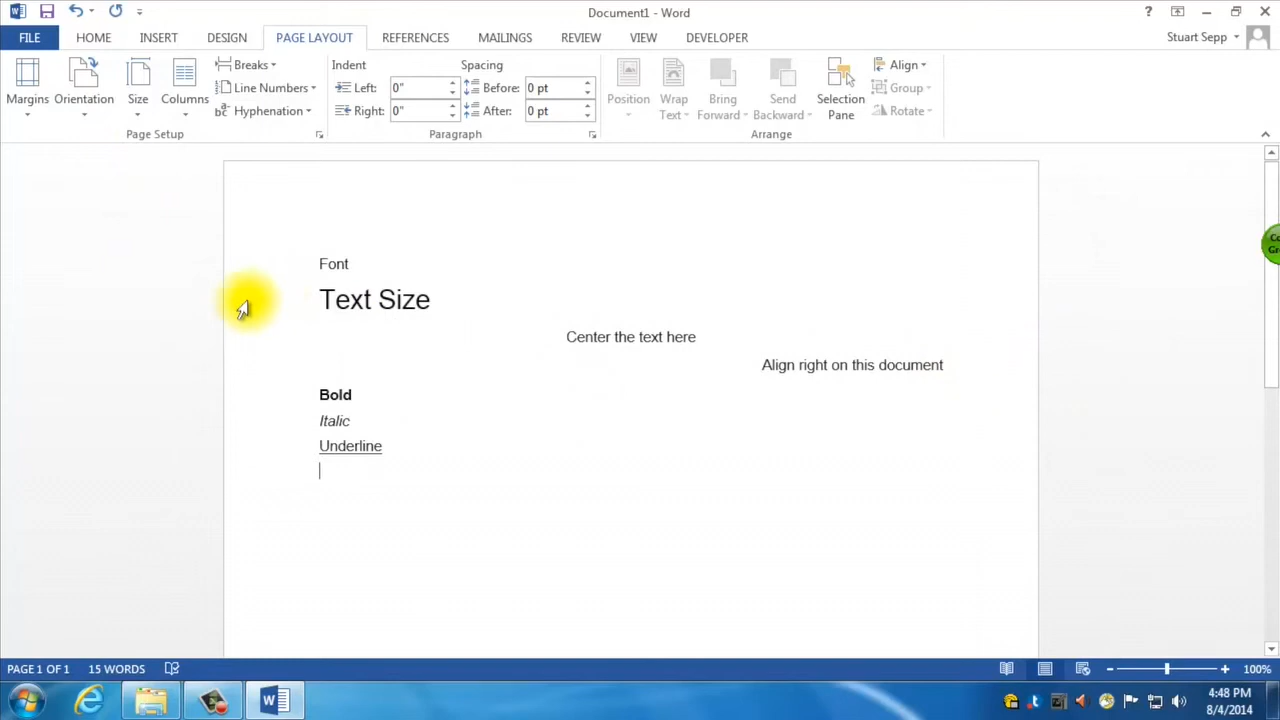 Document1 - Word
?
FILE HOME INSERT DESIGN PAGE LAYOUT REFERENCES MAILINGS REVIEW VIEW DEVELOPER Stuart Sepp
Margins
Orientation
Size
Columns
Breaks
Line Numbers
Hyphenation
Page Setup
Indent
Left: 0"
Right: 0"
Spacing
Before: 0 pt
After: 0 pt
Paragraph
Position
Wrap
Text
Bring
Forward
Send
Backward
Selection
Pane
Align
Group
Rotate
Arrange
Font
Text Size
Center the text here
Align right on this document
Bold
Italic
Underline
PAGE 1 OF 1 15 WORDS 100%
4:48 PM
8/4/2014